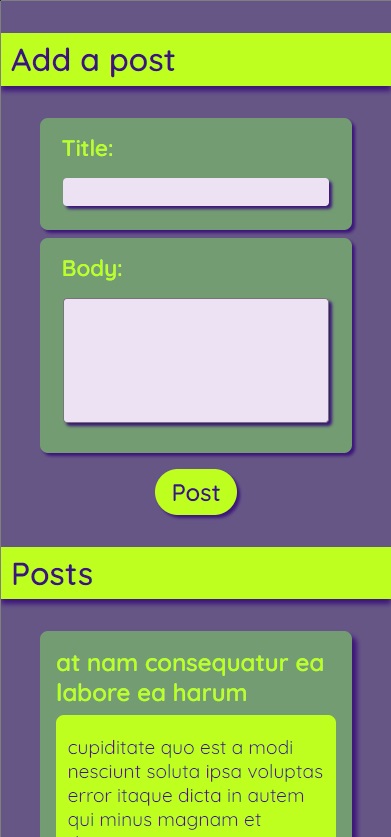 Add a post
Title:
Body:
Post
Posts
at nam consequatur ea
labore ea harum
cupiditate quo est a modi
nesciunt soluta ipsa voluptas
error itaque dicta in autem
qui minus magnam et